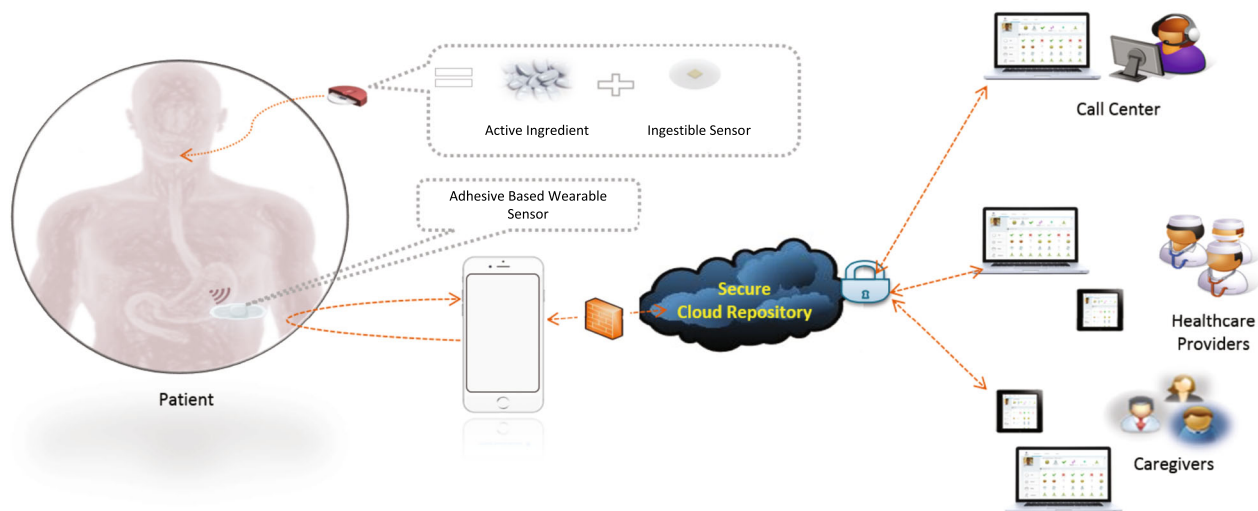 Active Ingredient
Ingestible Sensor
Call Center
Adhesive Based Wearable
Sensor
Secure
Cloud Repository
Healthcare
Providers
Patient
Caregivers